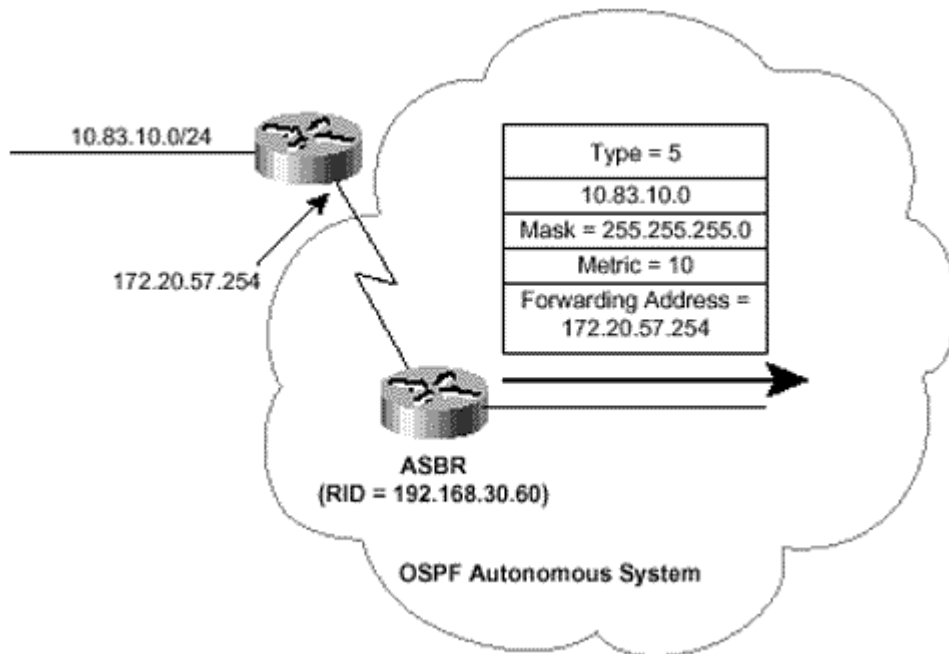 10.83.10.0/24
172.20.57.254
Type = 5
10.83.10.0
Mask = 255.255.255.0
Metric = 10
Forwarding Address =
172.20.57.254
ASBR
(RID = 192.168.30.60)
OSPF Autonomous System